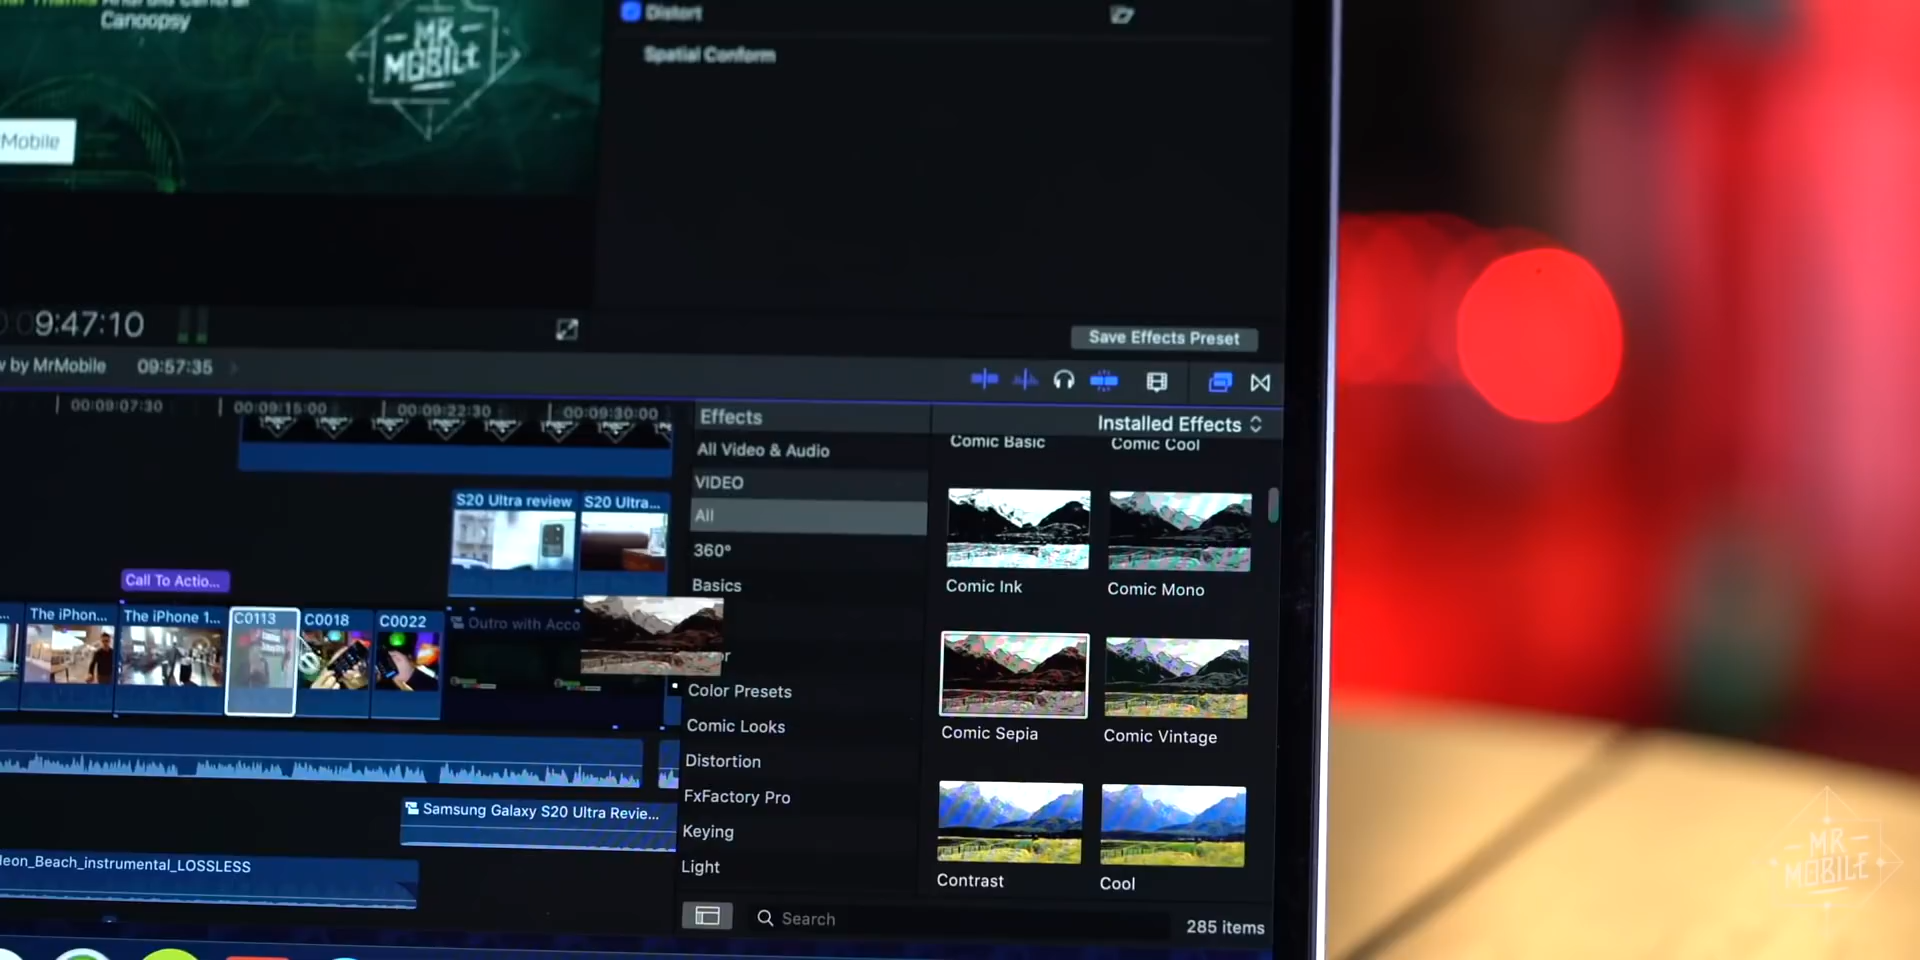 Canoopsy
MR
MOBILE
Mobile
Distort
Spatial Conform
9:47:10
Save Effects Preset
by MrMobile
09:57:35
00:09:07:30
00:09:15:00
00:09:22:30
00:09:30:00
Effects
Installed Effects
All Video & Audio
VIDEO
All
360°
Basics
Color Presets
Comic Looks
Distortion
FxFactory Pro
Keying
Light
Comic Basic
Comic Cool
Comic Ink
Comic Mono
Comic Sepia
Comic Vintage
Contrast
Cool
Search
285 items
S20 Ultra review
S20 Ultra...
Call To Actio...
The iPhon...
The iPhone 1...
C0113
C0018
C0022
Outro with Acco
Samsung Galaxy S20 Ultra Revie...
eon_Beach_instrumental_LOSSLESS
MR
MOBILE